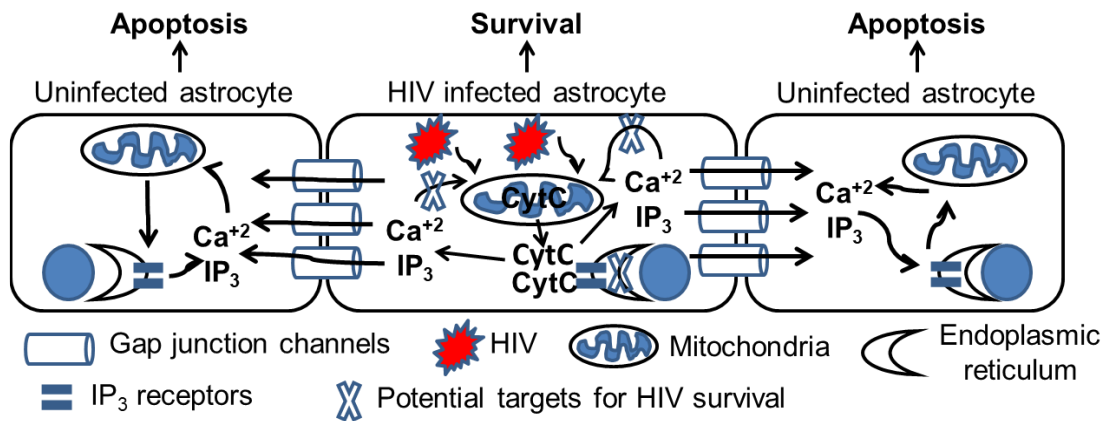 Apoptosis Survival Apoptosis
Uninfected astrocyte HIV infected astrocyte Uninfected astrocyte
Ca+2
IP3
CytC
Ca+2
IP3
CytC
CytC
Ca+2
IP3
Ca+2
IP3
Gap junction channels HIV Mitochondria Endoplasmic
reticulum
IP3 receptors Potential targets for HIV survival